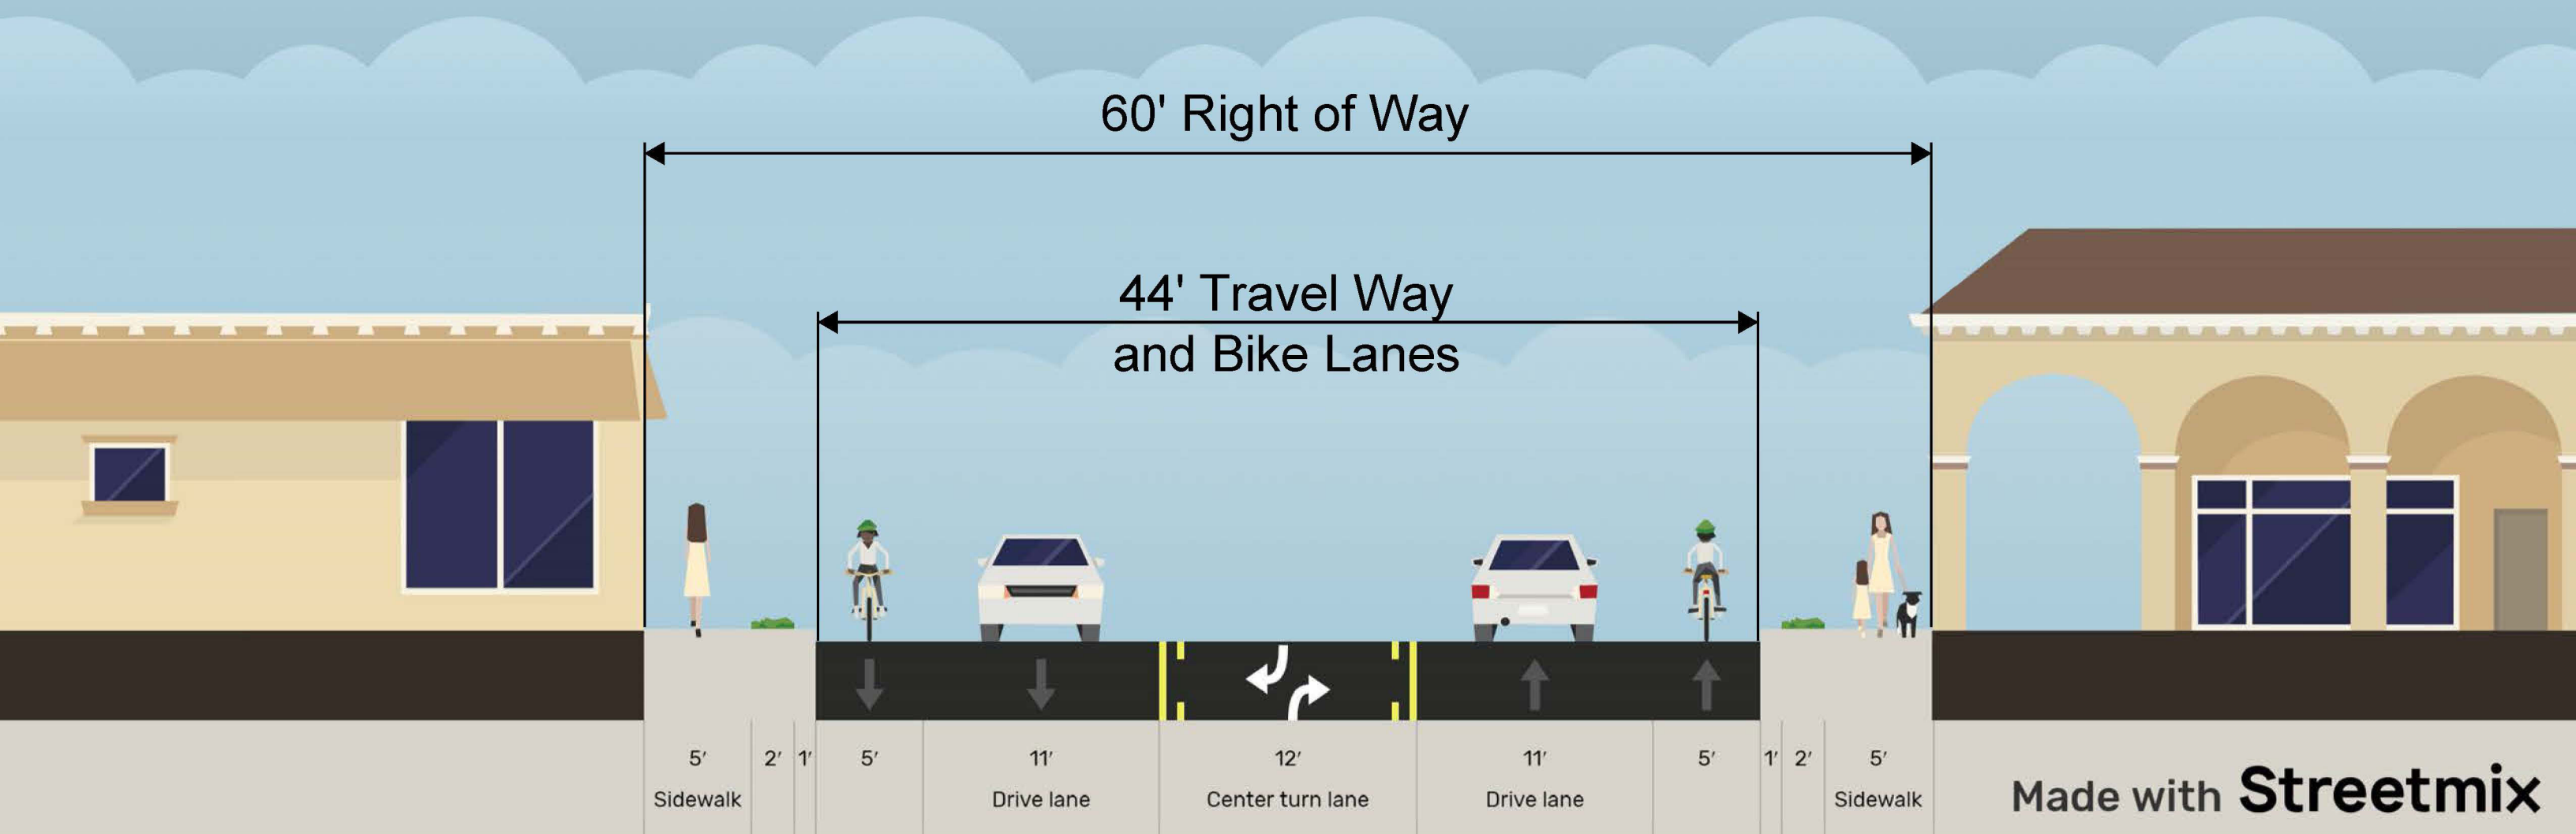 60' Right of Way
44' Travel Way
and Bike Lanes
5′ 2′ 1′ 5′ 11′ 12′ 11′ 5′ 1′ 2′ 5′
Sidewalk Drive lane Center turn lane Drive lane Sidewalk
Made with Streetmix